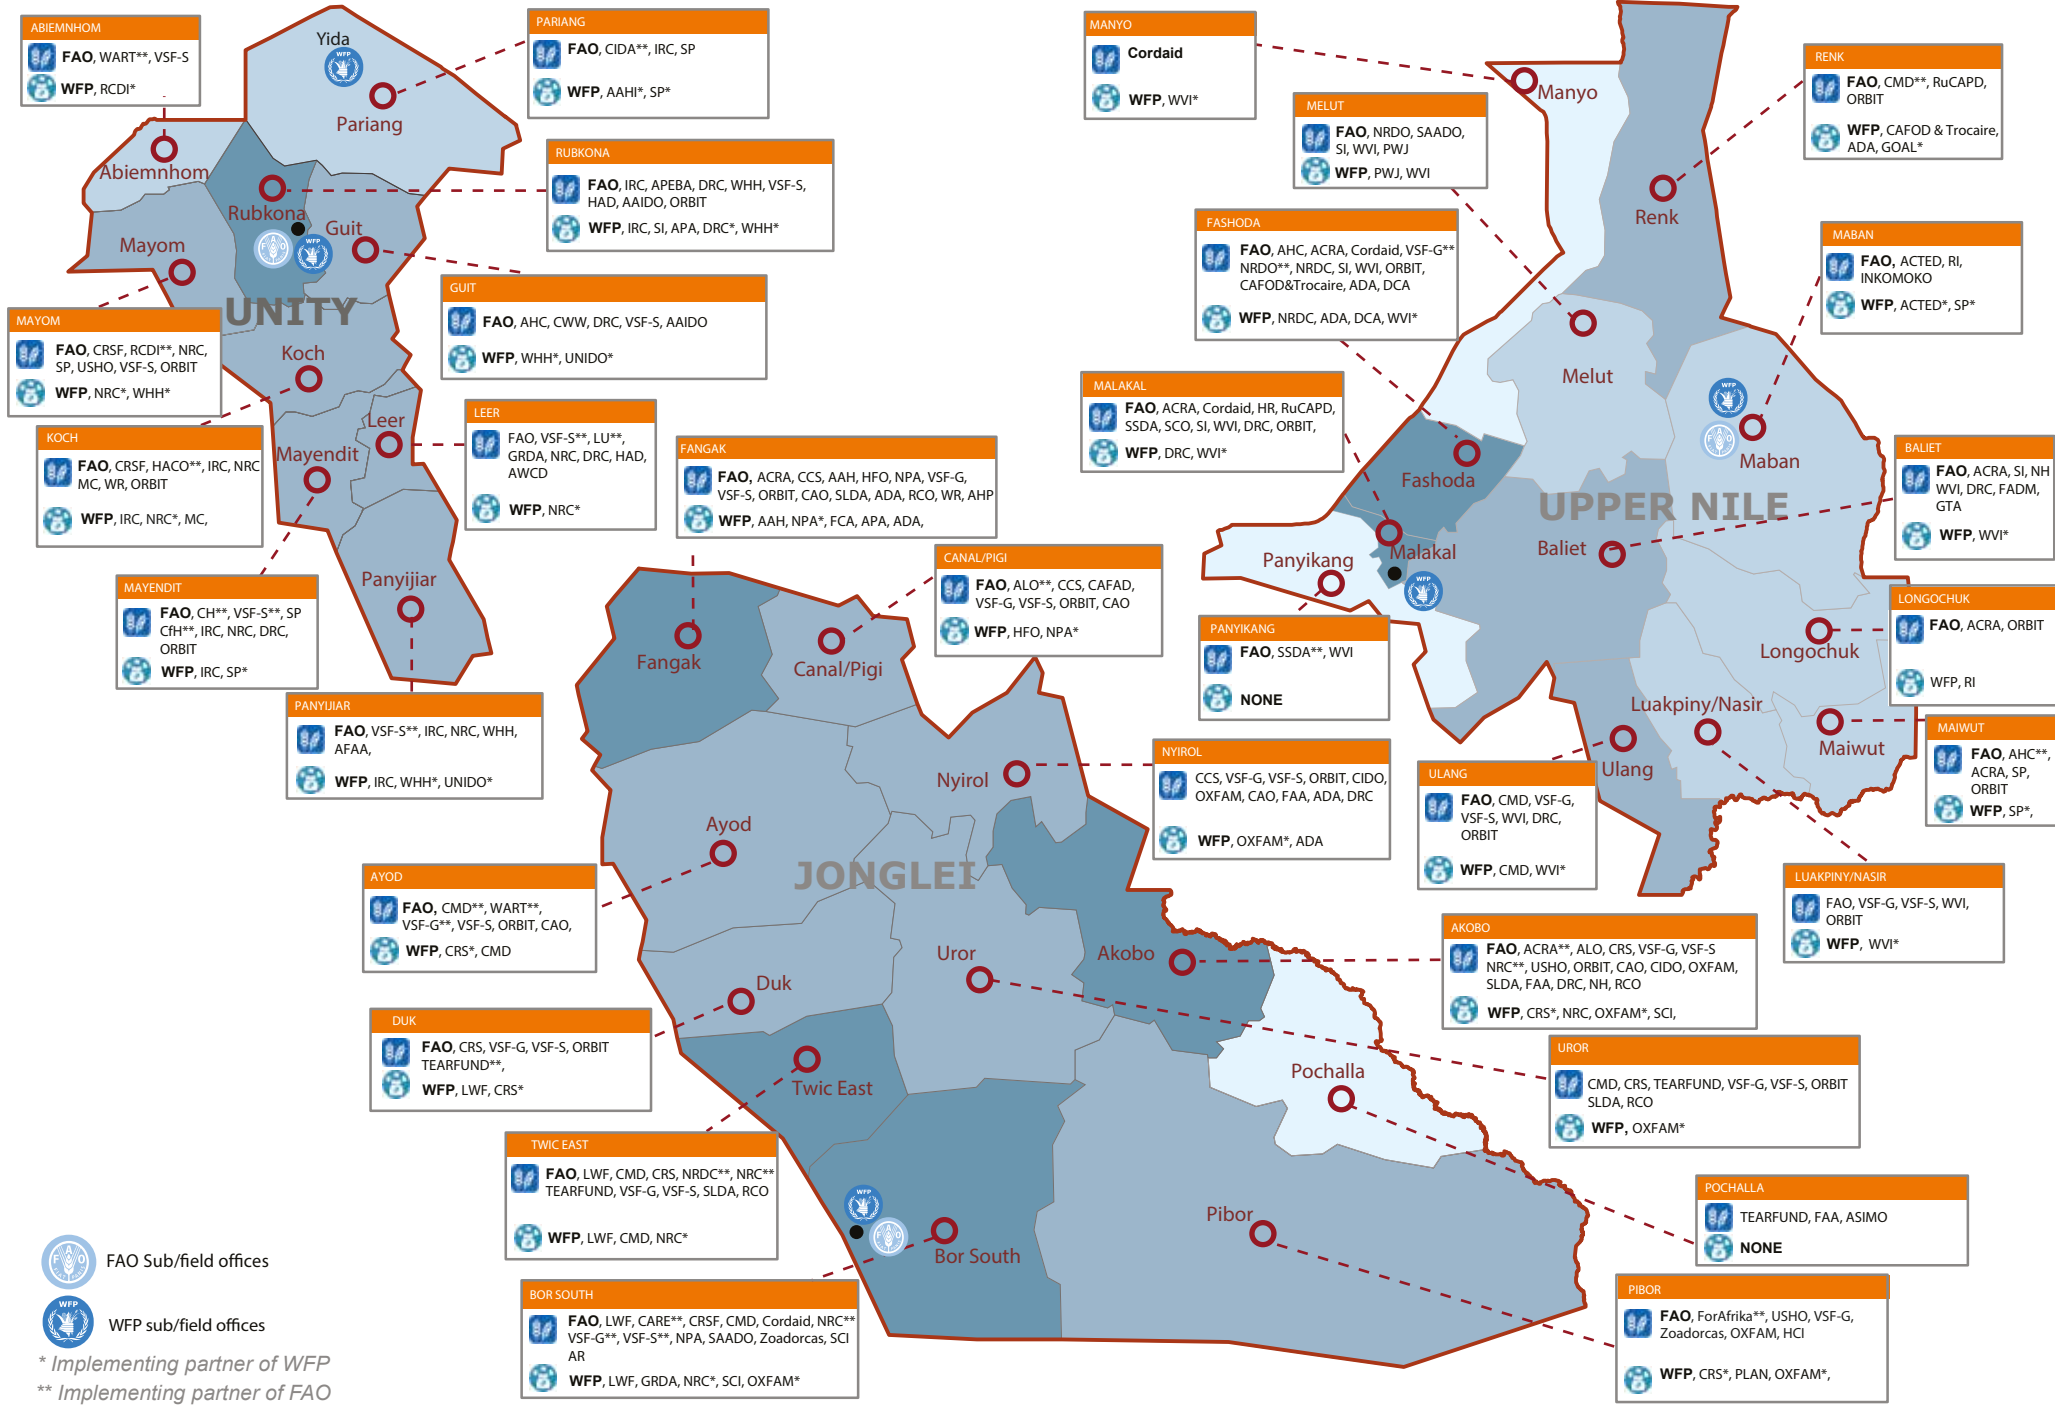 ABIEMNHOM
FAO, WART**, VSF-S
WFP, RCDI*
Yida
WFP
Pariang
PARIANG
FAO, CIDA**, IRC, SP
WFP, AAHI*, SP*
Abiemnhom
RUBKONA
FAO, IRC, APEBA, DRC, WHH, VSF-S,
HAD, AAIDO, ORBIT
WFP, IRC, SI, APA, DRC*, WHH*
Rubkona
Guit
Mayom
FAO
WFP
GUIT
FAO, AHC, CWW, DRC, VSF-S, AAIDO
WFP, WHH*, UNIDO*
UNITY
MAYOM
FAO, CRSF, RCDI**, NRC,
SP, USHO, VSF-S, ORBIT
WFP, NRC*, WHH*
Koch
Leer
Mayendit
LEER
FAO, VSF-S**, LU**,
GRDA, NRC, DRC, HAD,
AWCD
WFP, NRC*
KOCH
FAO, CRSF, HACO**, IRC, NRC
MC, WR, ORBIT
WFP, IRC, NRC*, MC,
MAYENDIT
FAO, CH**, VSF-S**, SP
CfH**, IRC, NRC, DRC,
ORBIT
WFP, IRC, SP*
Panyijiar
PANYIJIAR
FAO, VSF-S**, IRC, NRC, WHH,
AFAA,
WFP, IRC, WHH*, UNIDO*
FANGAK
FAO, ACRA, CCS, AAH, HFO, NPA, VSF-G,
VSF-S, ORBIT, CAO, SLDA, ADA, RCO, WR, AHP
WFP, AAH, NPA*, FCA, APA, ADA,
CANAL/PIGI
FAO, ALO**, CCS, CAFAD,
VSF-G, VSF-S, ORBIT, CAO
WFP, HFO, NPA*
Fangak
Canal/Pigi
MANYO
Cordaid
WFP, WVI*
Manyo
RENK
FAO, CMD**, RuCAPD,
ORBIT
WFP, CAFOD & Trocaire,
ADA, GOAL*
MELUT
FAO, NRDO, SAADO,
SI, WVI, PWJ
WFP, PWJ, WVI
Renk
FASHODA
FAO, AHC, ACRA, Cordaid, VSF-G**
NRDO**, NRDC, SI, WVI, ORBIT,
CAFOD&Trocaire, ADA, DCA
WFP, NRDC, ADA, DCA, WVI*
MABAN
FAO, ACTED, RI,
INKOMOKO
WFP, ACTED*, SP*
Melut
MALAKAL
FAO, ACRA, Cordaid, HR, RuCAPD,
SSDA, SCO, SI, WVI, DRC, ORBIT,
WFP, DRC, WVI*
WFP
FAO
Maban
Fashoda
UPPER NILE
BALIET
FAO, ACRA, SI, NH
WVI, DRC, FADM,
GTA
WFP, WVI*
Malakal
Baliet
Panyikang
WFP
PANYIKANG
FAO, SSDA**, WVI
NONE
LONGOCHUK
FAO, ACRA, ORBIT
WFP, RI
Longochuk
Luakpiny/Nasir
Maiwut
MAIWUT
FAO, AHC**,
ACRA, SP,
ORBIT
WFP, SP*,
Ulang
ULANG
FAO, CMD, VSF-G,
VSF-S, WVI, DRC,
ORBIT
WFP, CMD, WVI*
LUAKPINY/NASIR
FAO, VSF-G, VSF-S, WVI,
ORBIT
WFP, WVI*
Nyirol
NYIROL
CCS, VSF-G, VSF-S, ORBIT, CIDO,
OXFAM, CAO, FAA, ADA, DRC
WFP, OXFAM*, ADA
Ayod
JONGLEI
AYOD
FAO, CMD**, WART**,
VSF-G**, VSF-S, ORBIT, CAO,
WFP, CRS*, CMD
Uror
Akobo
AKOBO
FAO, ACRA**, ALO, CRS, VSF-G, VSF-S
NRC**, USHO, ORBIT, CAO, CIDO, OXFAM,
SLDA, FAA, DRC, NH, RCO
WFP, CRS*, NRC, OXFAM*, SCI,
Duk
DUK
FAO, CRS, VSF-G, VSF-S, ORBIT
TEARFUND**,
WFP, LWF, CRS*
UROR
CMD, CRS, TEARFUND, VSF-G, VSF-S, ORBIT
SLDA, RCO
WFP, OXFAM*
Twic East
Pochalla
TWIC EAST
FAO, LWF, CMD, CRS, NRDC**, NRC**
TEARFUND, VSF-G, VSF-S, SLDA, RCO
WFP, LWF, CMD, NRC*
POCHALLA
TEARFUND, FAA, ASIMO
NONE
WFP
FAO
Bor South
Pibor
BOR SOUTH
FAO, LWF, CARE**, CRSF, CMD, Cordaid, NRC**
VSF-G**, VSF-S**, NPA, SAADO, Zoadorcas, SCI
AR
WFP, LWF, GRDA, NRC*, SCI, OXFAM*
PIBOR
FAO, ForAfrika**, USHO, VSF-G,
Zoadorcas, OXFAM, HCI
WFP, CRS*, PLAN, OXFAM*,
FAO
FAO Sub/field offices
WFP
WFP sub/field offices
* Implementing partner of WFP
** Implementing partner of FAO